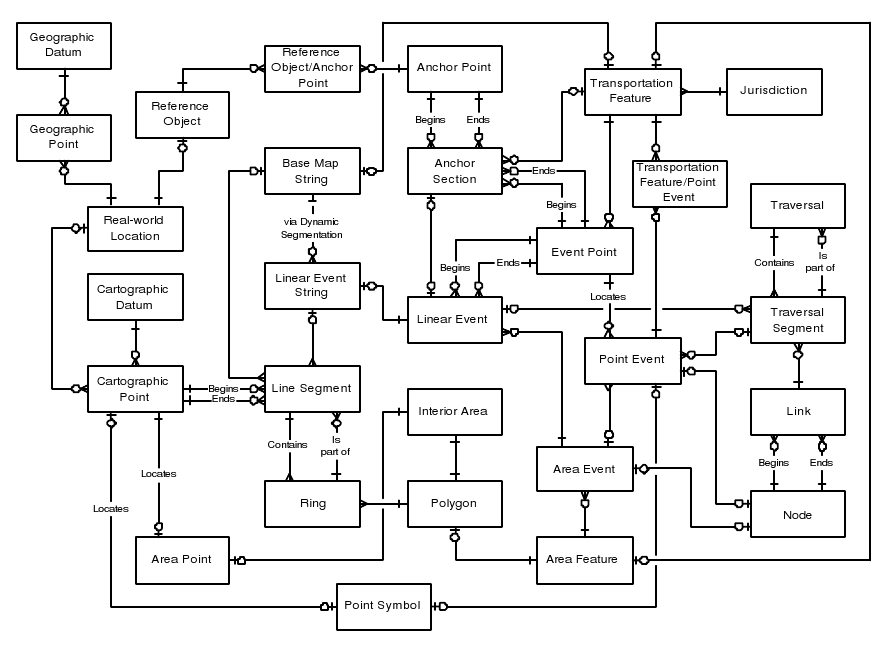 Geographic
Datum
Reference
Object/Anchor
Point
Anchor Point
Transportation
Feature
Jurisdiction
Geographic
Point
Reference
Object
Begins
Ends
Base Map
String
Anchor
Section
Ends
Begins
Transportation
Feature/Point
Event
Traversal
Real-world
Location
via Dynamic
Segmentation
Event Point
Begins
Ends
Contains
Is
part of
Cartographic
Datum
Linear Event
String
Locates
Linear Event
Traversal
Segment
Cartographic
Point
Begins
Ends
Line Segment
Point Event
Interior Area
Link
Contains
Is
part of
Locates
Begins
Ends
Area Event
Locates
Ring
Polygon
Node
Area Point
Area Feature
Point Symbol